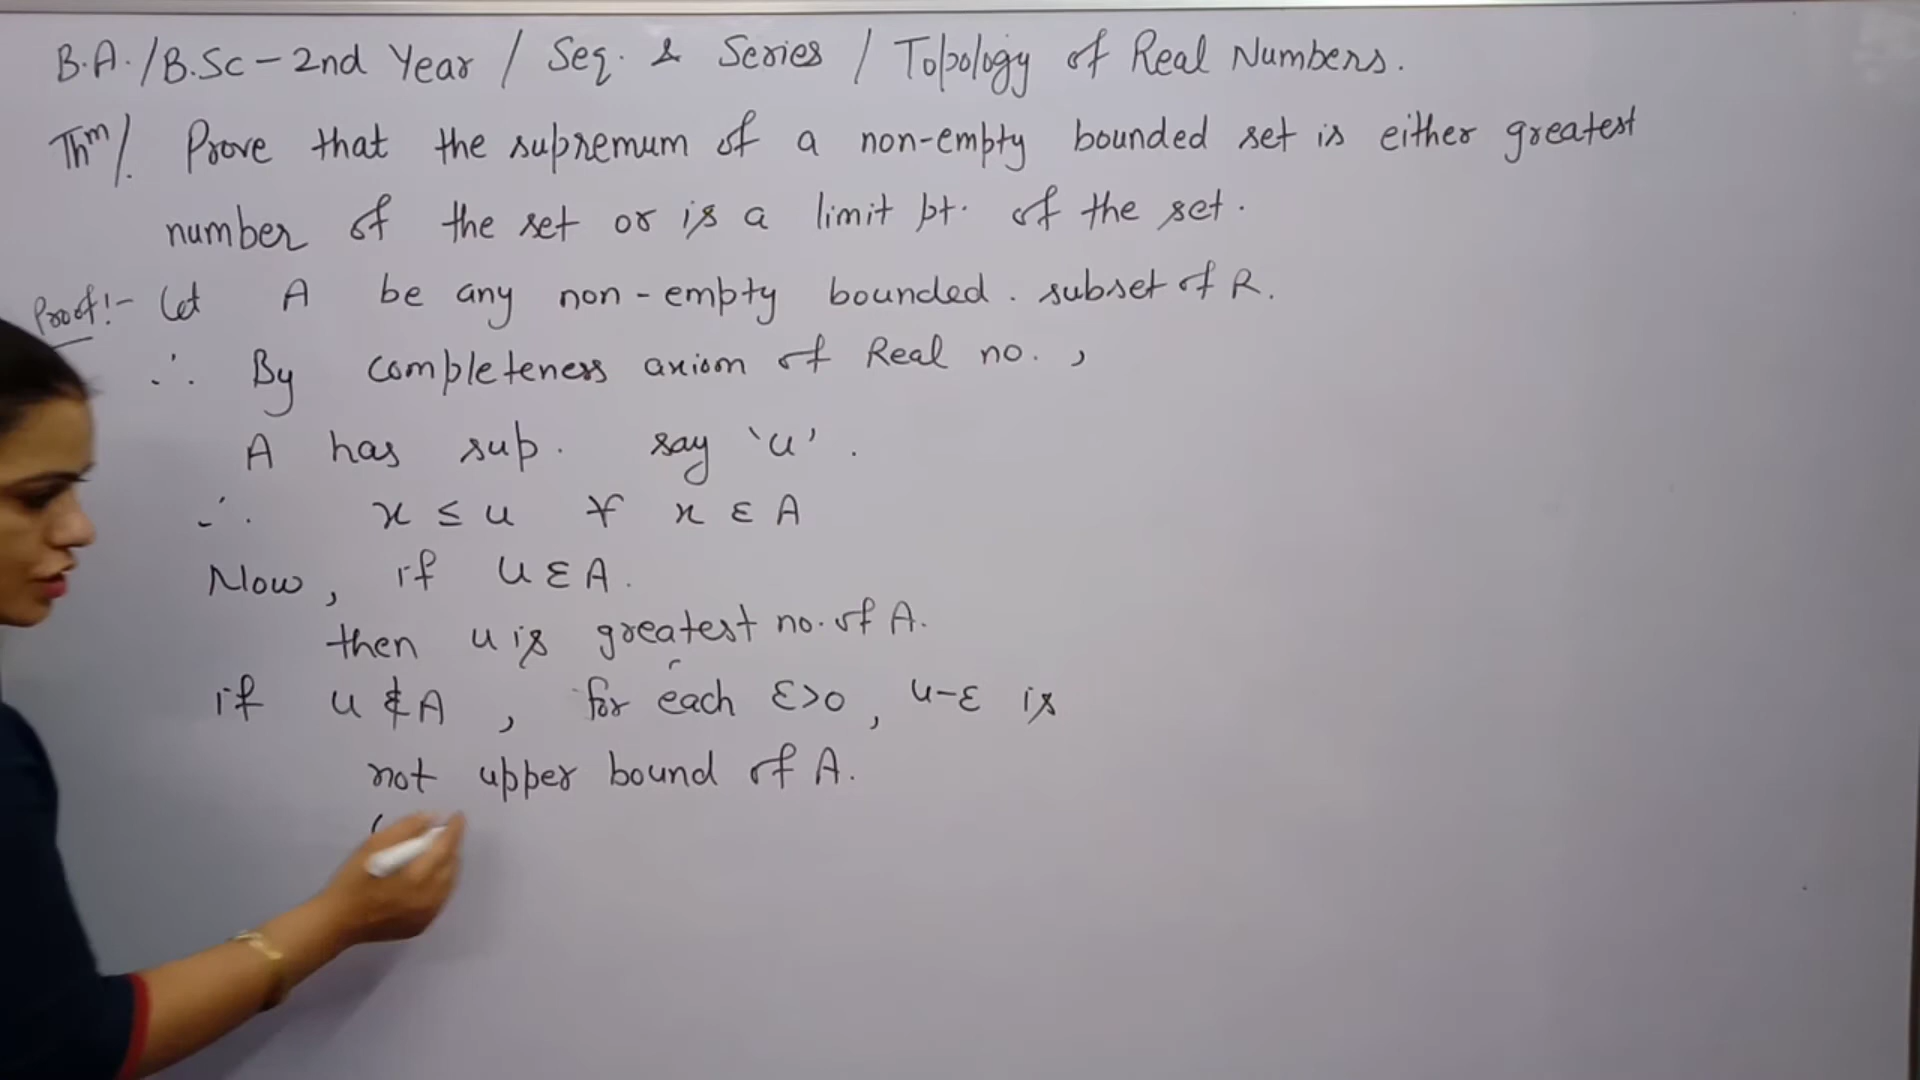 B.A./B.Sc-2nd Year / Seq. & Series / Topology of Real Numbers.
Thm/. Prove that the supremum of a non-empty bounded set is either greatest
number of the set or is a limit pt. of the set.
Proof:- Let A be any non-empty bounded. subset of R.
∴ By completeness axiom of Real no.,
A has sup. say 'u'.
∴ x ≤ u ∀ x ε A
Now, if u ε A.
then u is greatest no. of A.
if u ∉ A, for each ε>0, u-ε is
not upper bound of A.
(